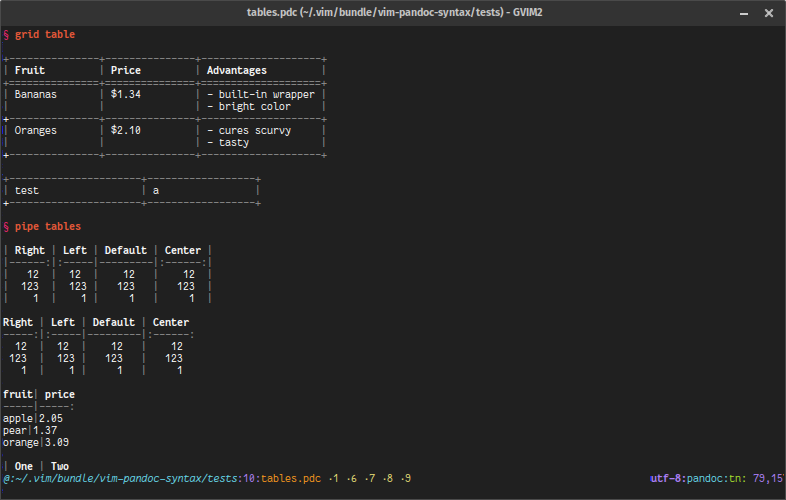 tables.pdc (~/.vim/bundle/vim-pandoc-syntax/tests) - GVIM2
§ grid table
+---------------+---------------+--------------------+
| Fruit         | Price         | Advantages         |
+===============+===============+====================+
| Bananas       | $1.34         | - built-in wrapper |
|               |               | - bright color     |
+---------------+---------------+--------------------+
| Oranges       | $2.10         | - cures scurvy     |
|               |               | - tasty            |
+---------------+---------------+--------------------+
+----------------------+------------------+
| test                 | a                |
+----------------------+------------------+
§ pipe tables
| Right | Left | Default | Center |
|------:|:-----|---------|:------:|
|   12  |  12  |    12   |    12  |
|  123  |  123 |   123   |   123  |
|    1  |    1 |     1   |     1  |
Right | Left | Default | Center
-----:|:-----|---------|:------:
  12  |  12  |    12   |    12
 123  |  123 |   123   |   123
   1  |    1 |     1   |     1
fruit| price
-----|-----:
apple|2.05
pear|1.37
orange|3.09
| One | Two
@:~/.vim/bundle/vim-pandoc-syntax/tests:10:tables.pdc ·1 ·6 ·7 ·8 ·9 utf-8:pandoc:tn: 79,15